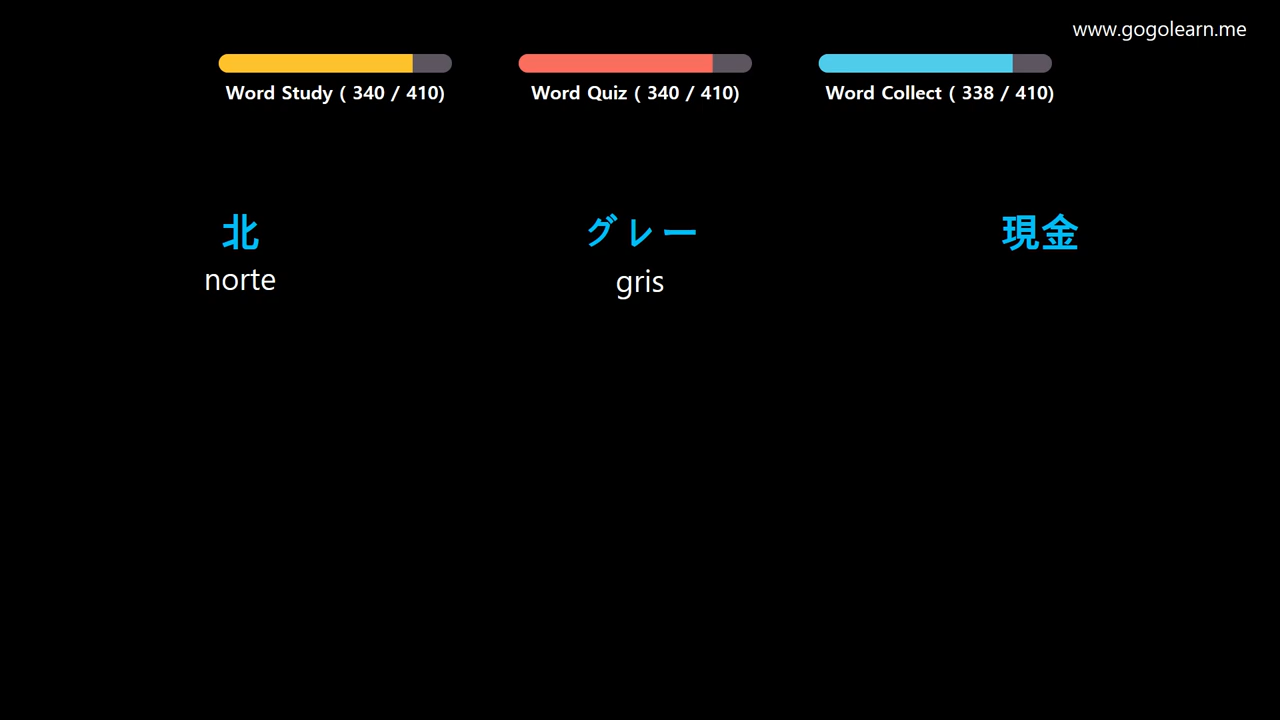 www.gogolearn.me
Word Study ( 340 / 410)
Word Quiz ( 340 / 410)
Word Collect ( 338 / 410)
北
norte
グレー
gris
現金